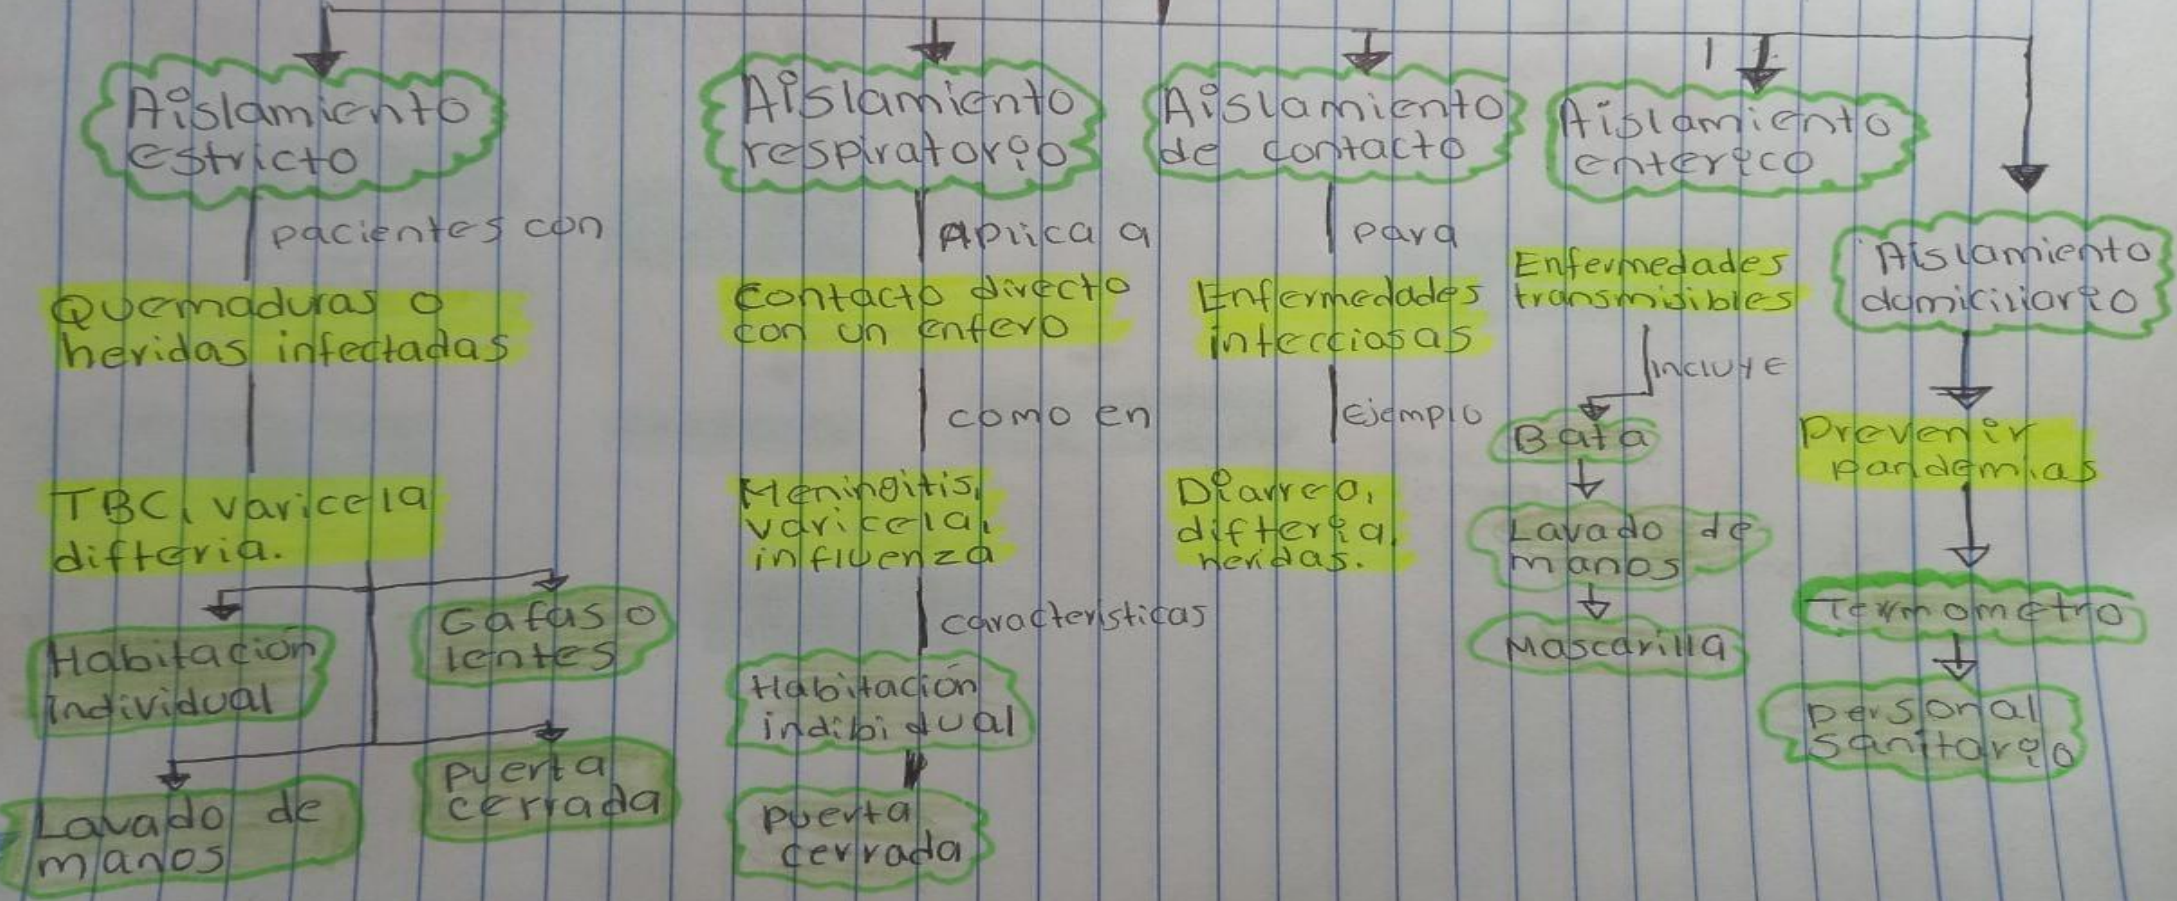 Aislamiento
estricto
pacientes con
Quemaduras o
heridas infectadas
TBC, varicela
difteria.
Habitación
individual
Gafas o
lentes
Lavado de
manos
puerta
cerrada
Aislamiento
respiratorio
Aplica a
contacto directo
con un enfero
como en
Meningitis,
varicela,
influenza
características
Habitación
indibidual
puerta
cerrada
Aislamiento
de contacto
para
Enfermedades
infecciosas
Ejemplo
Diarrea,
difteria,
heridas.
Aislamiento
enterico
Enfermedades
transmisibles
incluye
Bata
Lavado de
manos
Mascarilla
Aislamiento
domiciliario
Prevenir
pandemias
Termometro
personal
sanitario